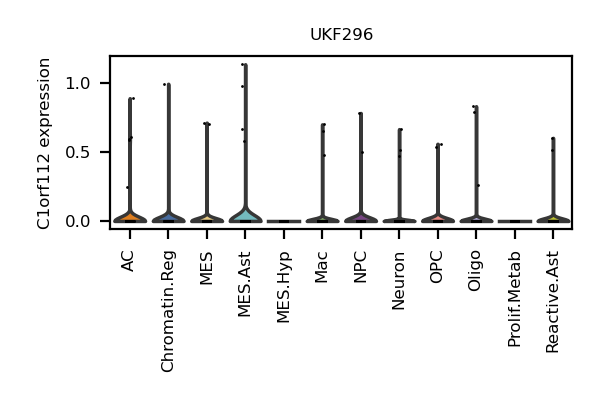 UKF296
C1orf112 expression
1.0
0.5
0.0
AC
Chromatin.Reg
MES
MES.Ast
MES.Hyp
Mac
NPC
Neuron
OPC
Oligo
Prolif.Metab
Reactive.Ast